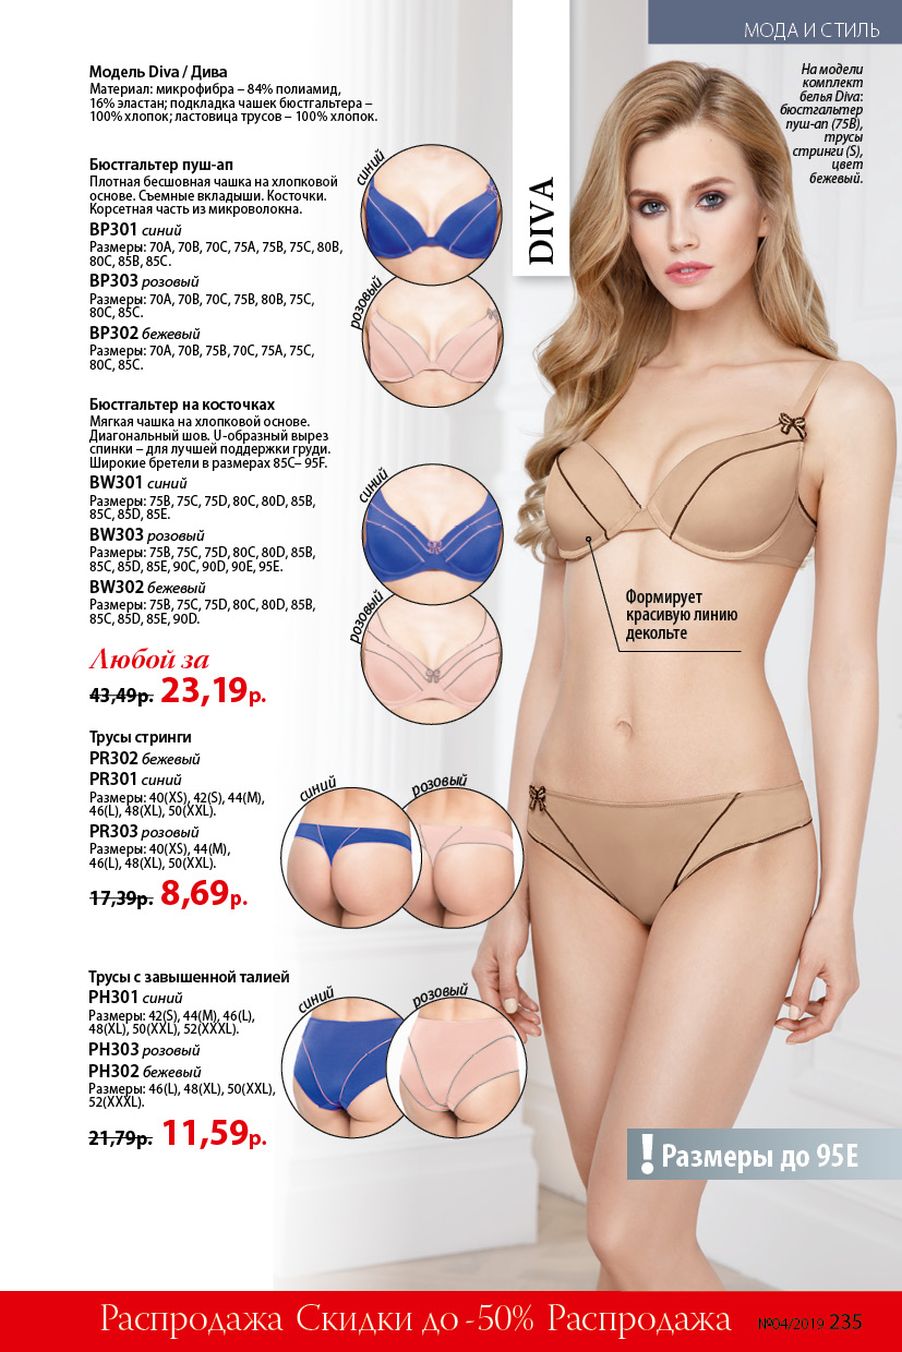 МОДА И СТИЛЬ
Модель Diva / Дива
Материал: микрофибра – 84% полиамид,
16% эластан; подкладка чашек бюстгальтера –
100% хлопок; ластовица трусов – 100% хлопок.
Бюстгальтер пуш-ап
Плотная бесшовная чашка на хлопковой
основе. Съемные вкладыши. Косточки.
Корсетная часть из микроволокна.
BP301 синий
Размеры: 70A, 70B, 70C, 75A, 75B, 75C, 80B,
80C, 85B, 85C.
BP303 розовый
Размеры: 70A, 70B, 70C, 75B, 80B, 75C,
80C, 85C.
BP302 бежевый
Размеры: 70A, 70B, 75B, 70C, 75A, 75C,
80C, 85C.
синий
розовый
Бюстгальтер на косточках
Мягкая чашка на хлопковой основе.
Диагональный шов. U-образный вырез
спинки – для лучшей поддержки груди.
Широкие бретели в размерах 85C– 95F.
BW301 синий
Размеры: 75B, 75C, 75D, 80C, 80D, 85B,
85C, 85D, 85E.
BW303 розовый
Размеры: 75B, 75C, 75D, 80C, 80D, 85B,
85C, 85D, 85E, 90C, 90D, 90E, 95E.
BW302 бежевый
Размеры: 75B, 75C, 75D, 80C, 80D, 85B,
85C, 85D, 85E, 90D.
синий
розовый
Любой за
43,49р. 23,19р.
Трусы стринги
PR302 бежевый
PR301 синий
Размеры: 40(XS), 42(S), 44(M),
46(L), 48(XL), 50(XXL).
PR303 розовый
Размеры: 40(XS), 44(M),
46(L), 48(XL), 50(XXL).
17,39р. 8,69р.
синий
розовый
Трусы с завышенной талией
PH301 синий
Размеры: 42(S), 44(M), 46(L),
48(XL), 50(XXL), 52(XXXL).
PH303 розовый
PH302 бежевый
Размеры: 46(L), 48(XL), 50(XXL),
52(XXXL).
21,79р. 11,59р.
синий
розовый
DIVA
На модели
комплект
белья Diva:
бюстгальтер
пуш-ап (75B),
трусы
стринги (S),
цвет
бежевый.
Формирует
красивую линию
декольте
! Размеры до 95E
Распродажа Скидки до -50% Распродажа
№04/2019 235